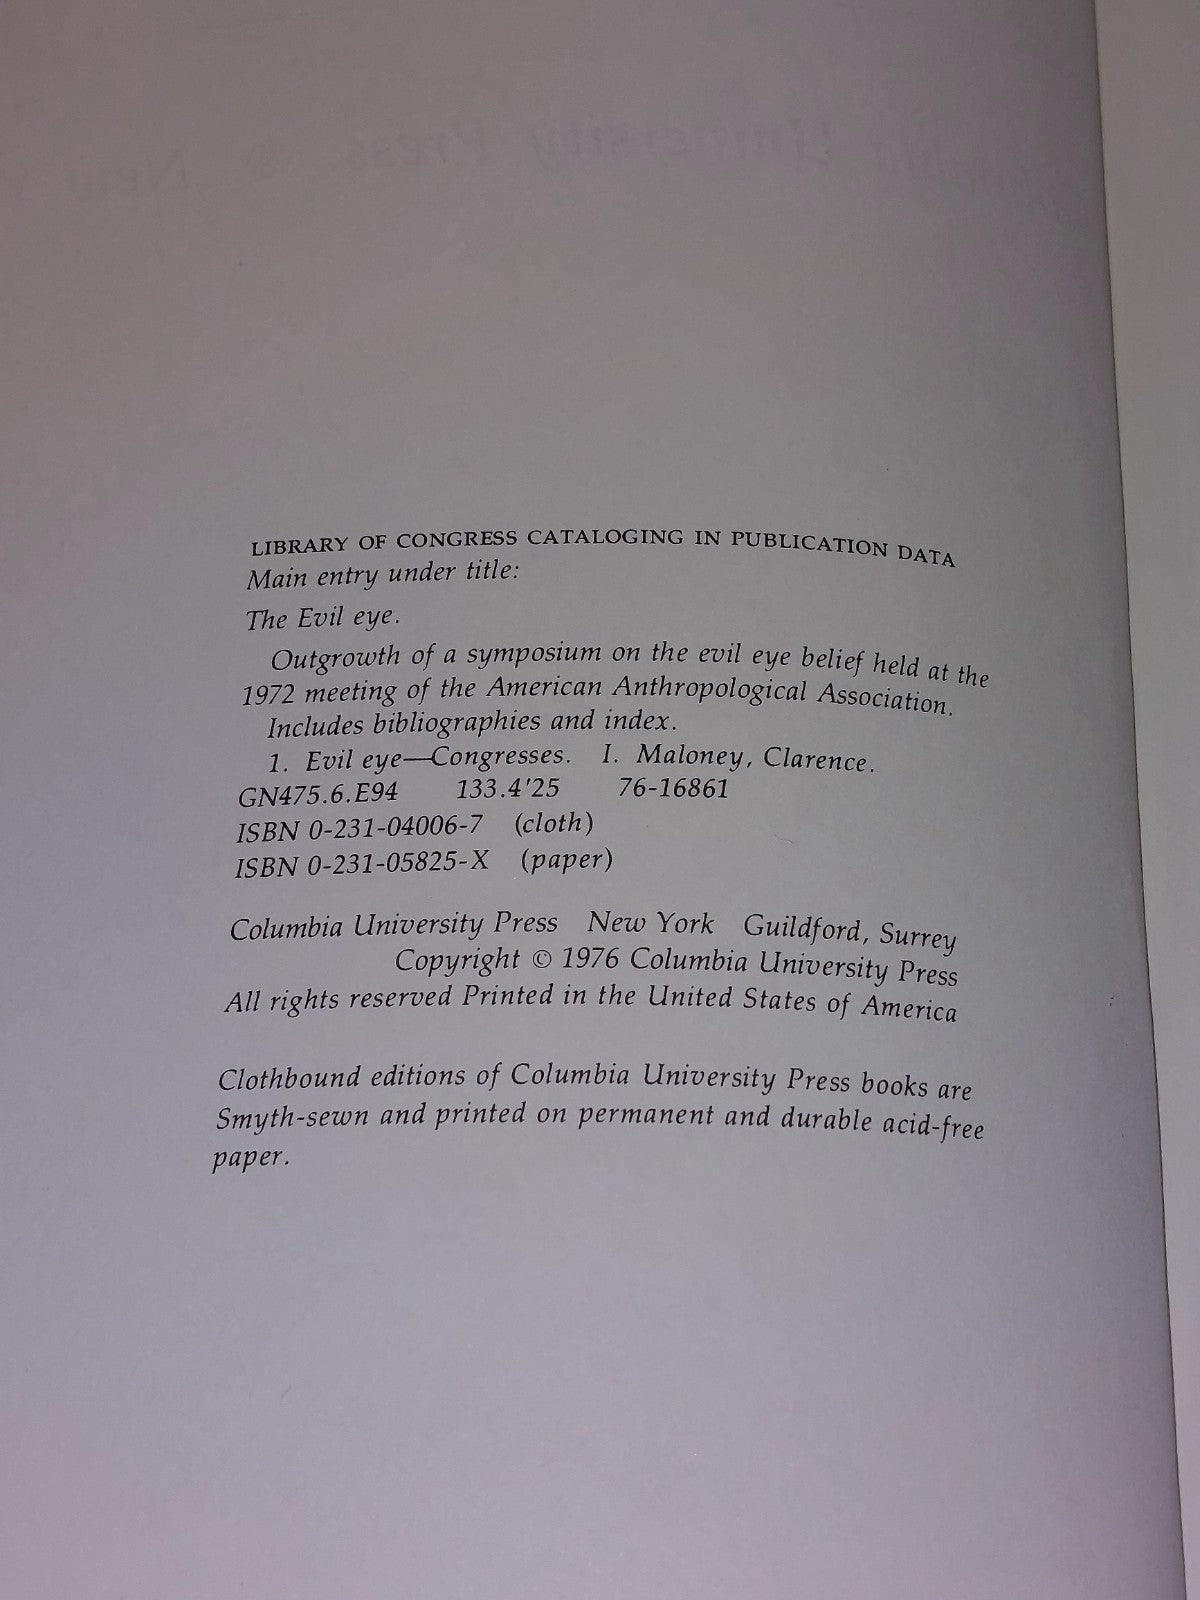 LIBRARY OF CONGRESS CATALOGING IN PUBLICATION DATA
Main entry under title:
The Evil eye.
Outgrowth of a symposium on the evil eye belief held at the
1972 meeting of the American Anthropological Association.
Includes bibliographies and index.
1. Evil eye—Congresses. I. Maloney, Clarence.
GN475.6.E94 133.4'25 76-16861
ISBN 0-231-04006-7 (cloth)
ISBN 0-231-05825-X (paper)
Columbia University Press New York Guildford, Surrey
Copyright © 1976 Columbia University Press
All rights reserved Printed in the United States of America
Clothbound editions of Columbia University Press books are
Smyth-sewn and printed on permanent and durable acid-free
paper.